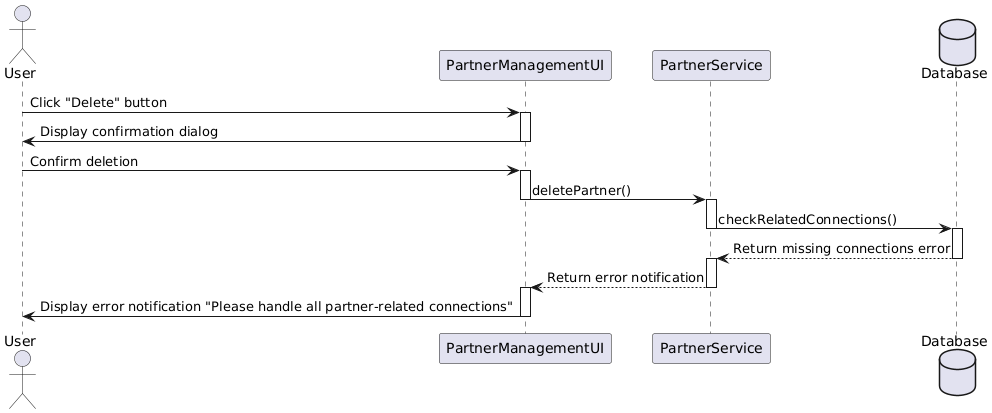 User
PartnerManagementUI
PartnerService
Database
Click "Delete" button
Display confirmation dialog
Confirm deletion
deletePartner()
checkRelatedConnections()
Return missing connections error
Return error notification
Display error notification "Please handle all partner-related connections"
User
PartnerManagementUI
PartnerService
Database